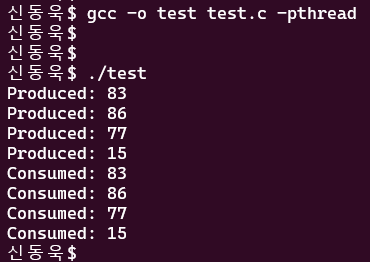 신동욱$ gcc -o test test.c -pthread
신동욱$
신동욱$
신동욱$ ./test
Produced: 83
Produced: 86
Produced: 77
Produced: 15
Consumed: 83
Consumed: 86
Consumed: 77
Consumed: 15
신동욱$